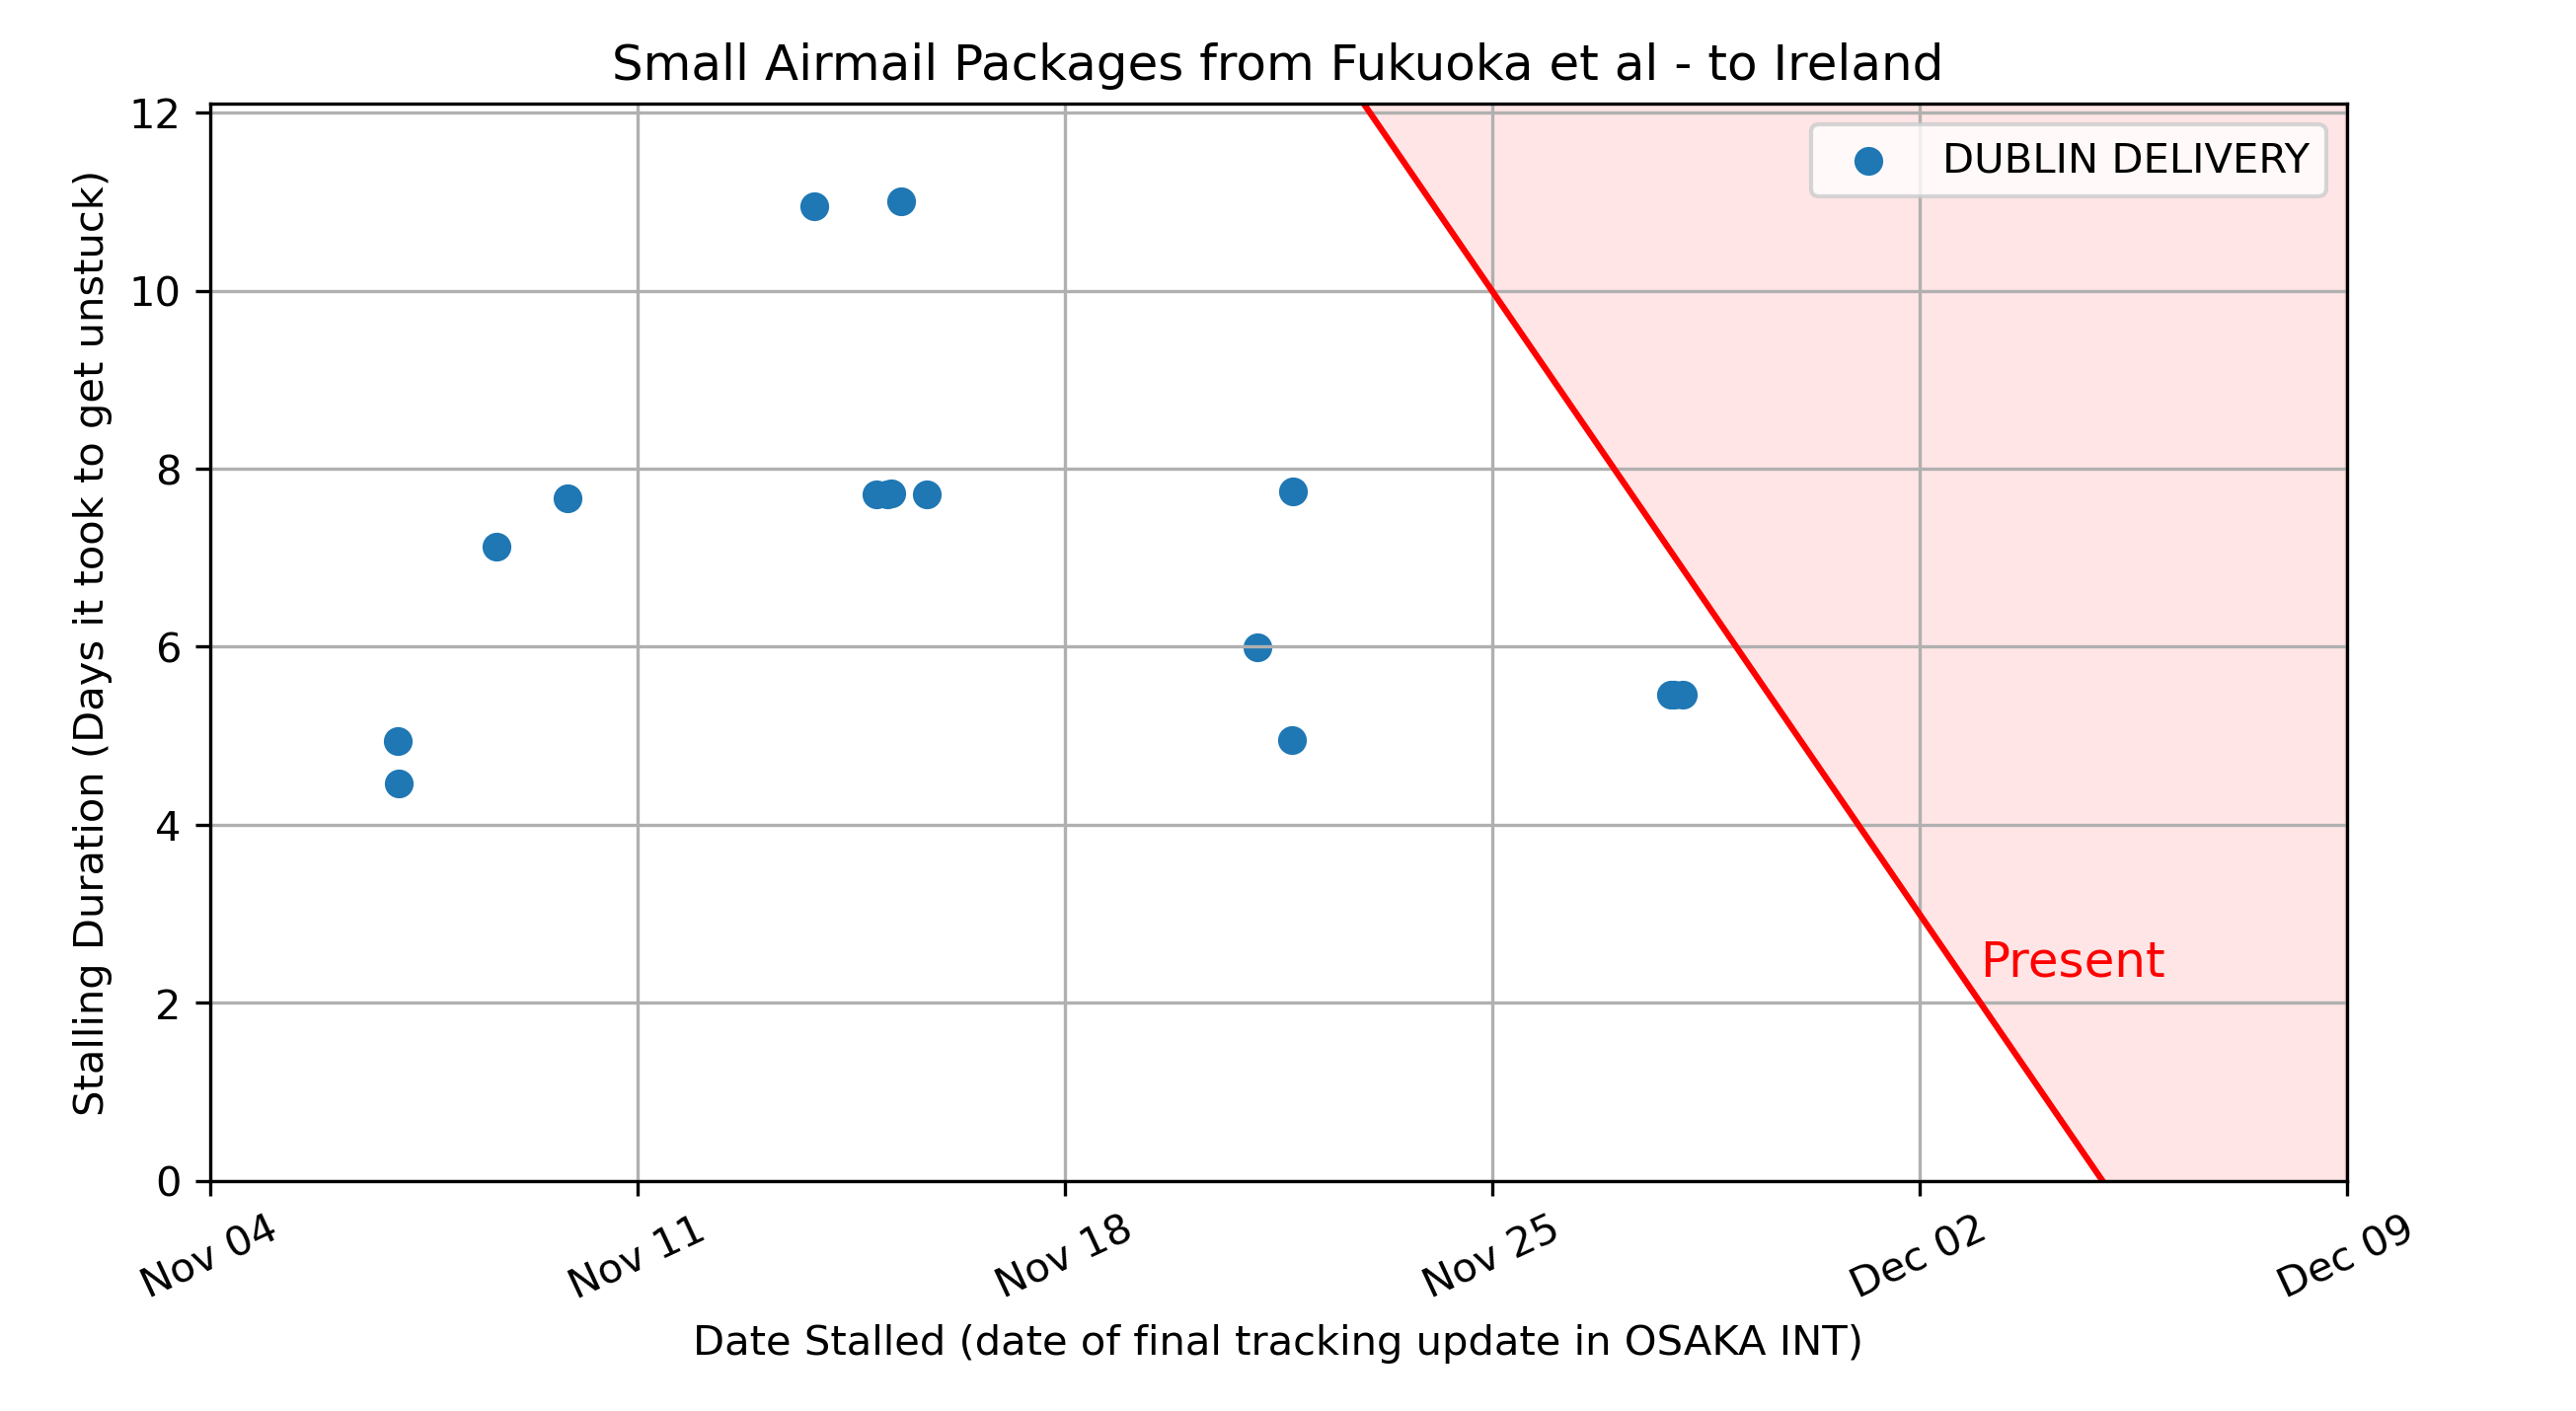 Small Airmail Packages from Fukuoka et al - to Ireland
Stalling Duration (Days it took to get unstuck)
12
10
8
6
4
2
0
DUBLIN DELIVERY
Present
Nov 04
Nov 11
Nov 18
Nov 25
Dec 02
Dec 09
Date Stalled (date of final tracking update in OSAKA INT)